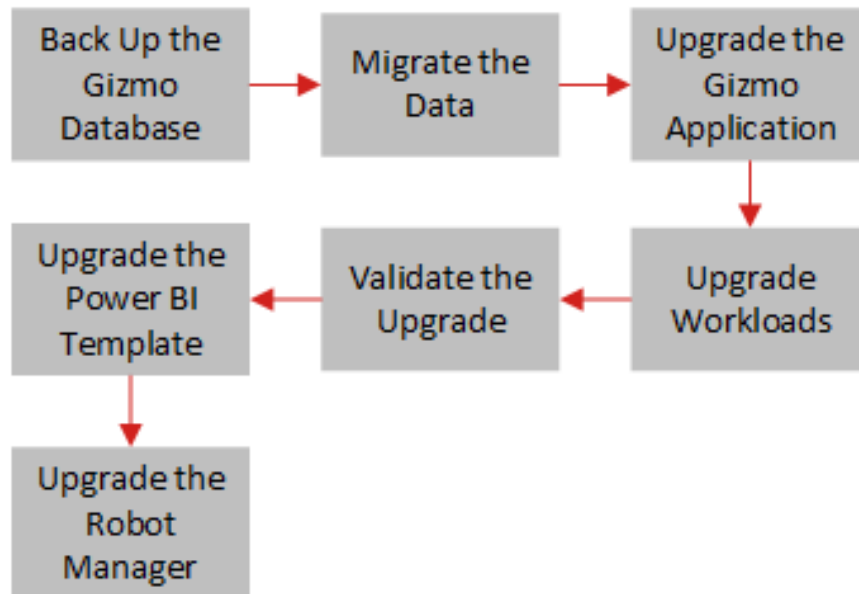 Back Up the
Gizmo
Database
Migrate the
Data
Upgrade the
Gizmo
Application
Upgrade
Workloads
Validate the
Upgrade
Upgrade the
Power BI
Template
Upgrade the
Robot
Manager